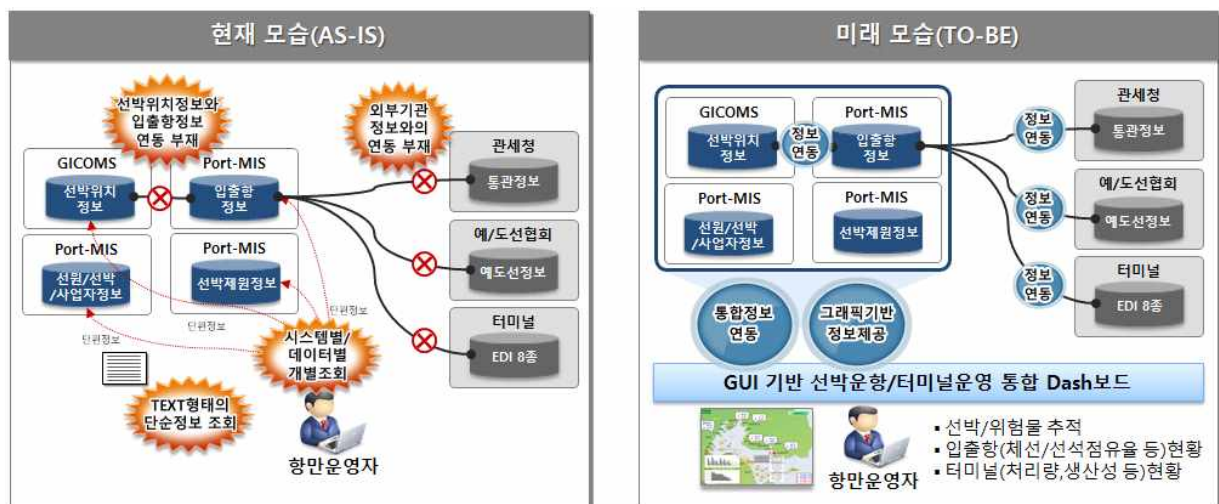 현재 모습(AS-IS)
선박위치정보와
입출항정보
연동 부재
외부기관
정보와의
연동 부재
GICOMS
선박위치
정보
Port-MIS
입출항
정보
Port-MIS
선원/선박
/사업자정보
Port-MIS
선박제원정보
관세청
통관정보
예/도선협회
예도선정보
터미널
EDI 8종
단편정보
단편정보
단편정보
시스템별/
데이터별
개별조회
TEXT형태의
단순정보 조회
항만운영자
미래 모습(TO-BE)
GICOMS
선박위치
정보
정보
연동
Port-MIS
입출항
정보
Port-MIS
선원/선박
/사업자정보
Port-MIS
선박제원정보
정보
연동
정보
연동
정보
연동
관세청
통관정보
예/도선협회
예도선정보
터미널
EDI 8종
통합정보
연동
그래픽기반
정보제공
GUI 기반 선박운항/터미널운영 통합 Dash보드
항만운영자
▪ 선박/위험물 추적
▪ 입출항(체선/선석점유율 등)현황
▪ 터미널(처리량,생산성 등)현황